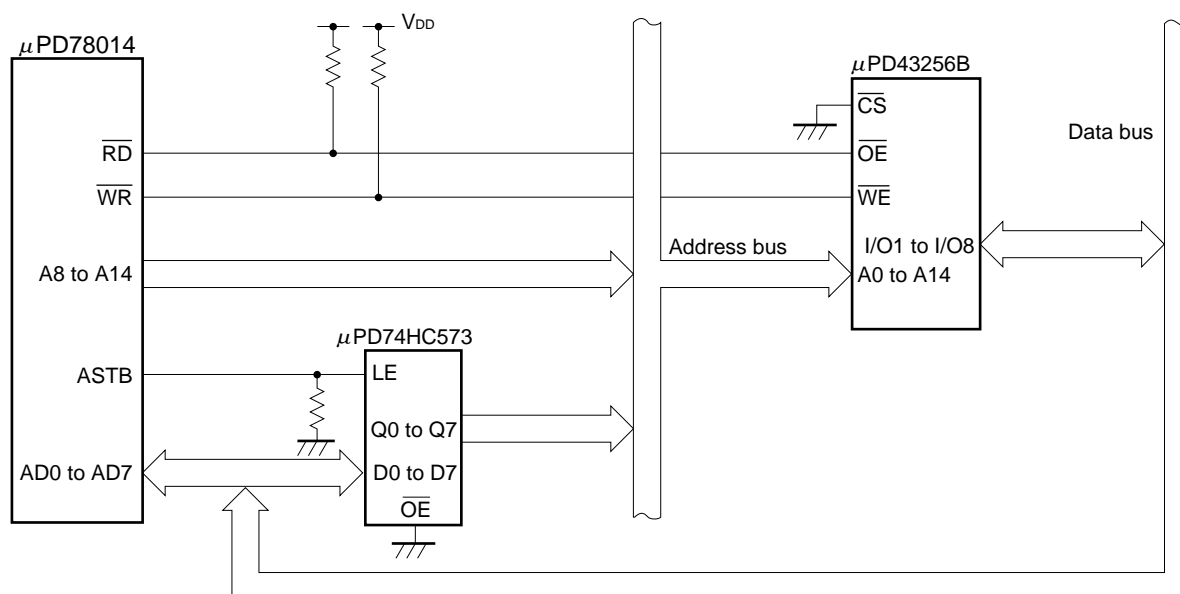 μPD78014
VDD
RD
WR
A8 to A14
ASTB
AD0 to AD7
μPD74HC573
LE
Q0 to Q7
D0 to D7
OE
Address bus
μPD43256B
CS
OE
WE
I/O1 to I/O8
A0 to A14
Data bus